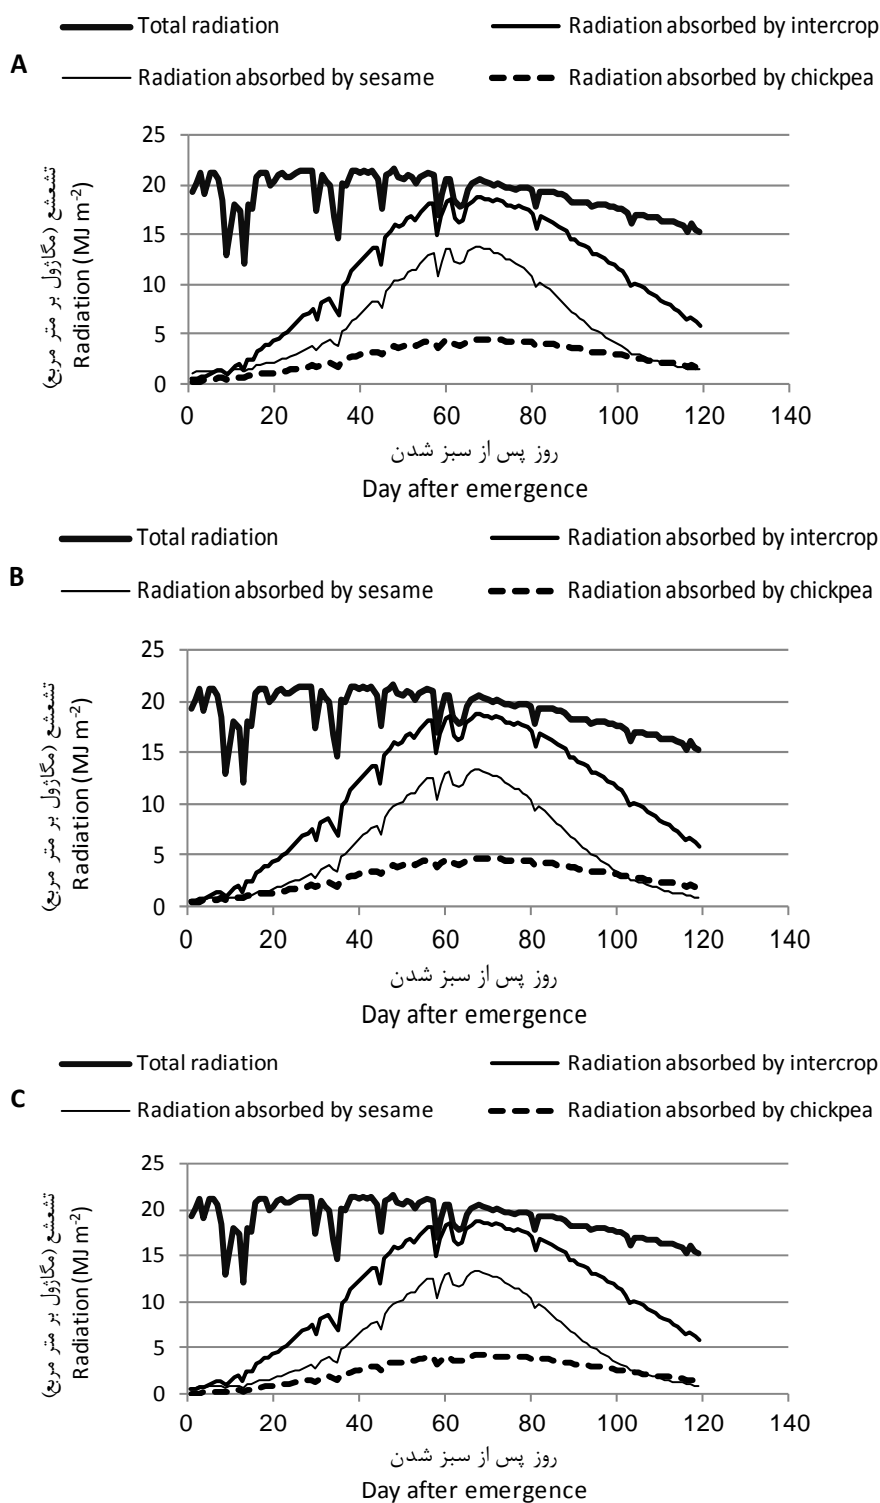 Total radiation
Radiation absorbed by intercrop
A
Radiation absorbed by sesame
Radiation absorbed by chickpea
تشعشع (مگاژول بر متر مربع)
Radiation (MJ m-2)
25
20
15
10
5
0
0 20 40 60 80 100 120 140
روز پس از سبز شدن
Day after emergence
Total radiation
Radiation absorbed by intercrop
B
Radiation absorbed by sesame
Radiation absorbed by chickpea
تشعشع (مگاژول بر متر مربع)
Radiation (MJ m-2)
25
20
15
10
5
0
0 20 40 60 80 100 120 140
روز پس از سبز شدن
Day after emergence
Total radiation
Radiation absorbed by intercrop
C
Radiation absorbed by sesame
Radiation absorbed by chickpea
تشعشع (مگاژول بر متر مربع)
Radiation (MJ m-2)
25
20
15
10
5
0
0 20 40 60 80 100 120 140
روز پس از سبز شدن
Day after emergence